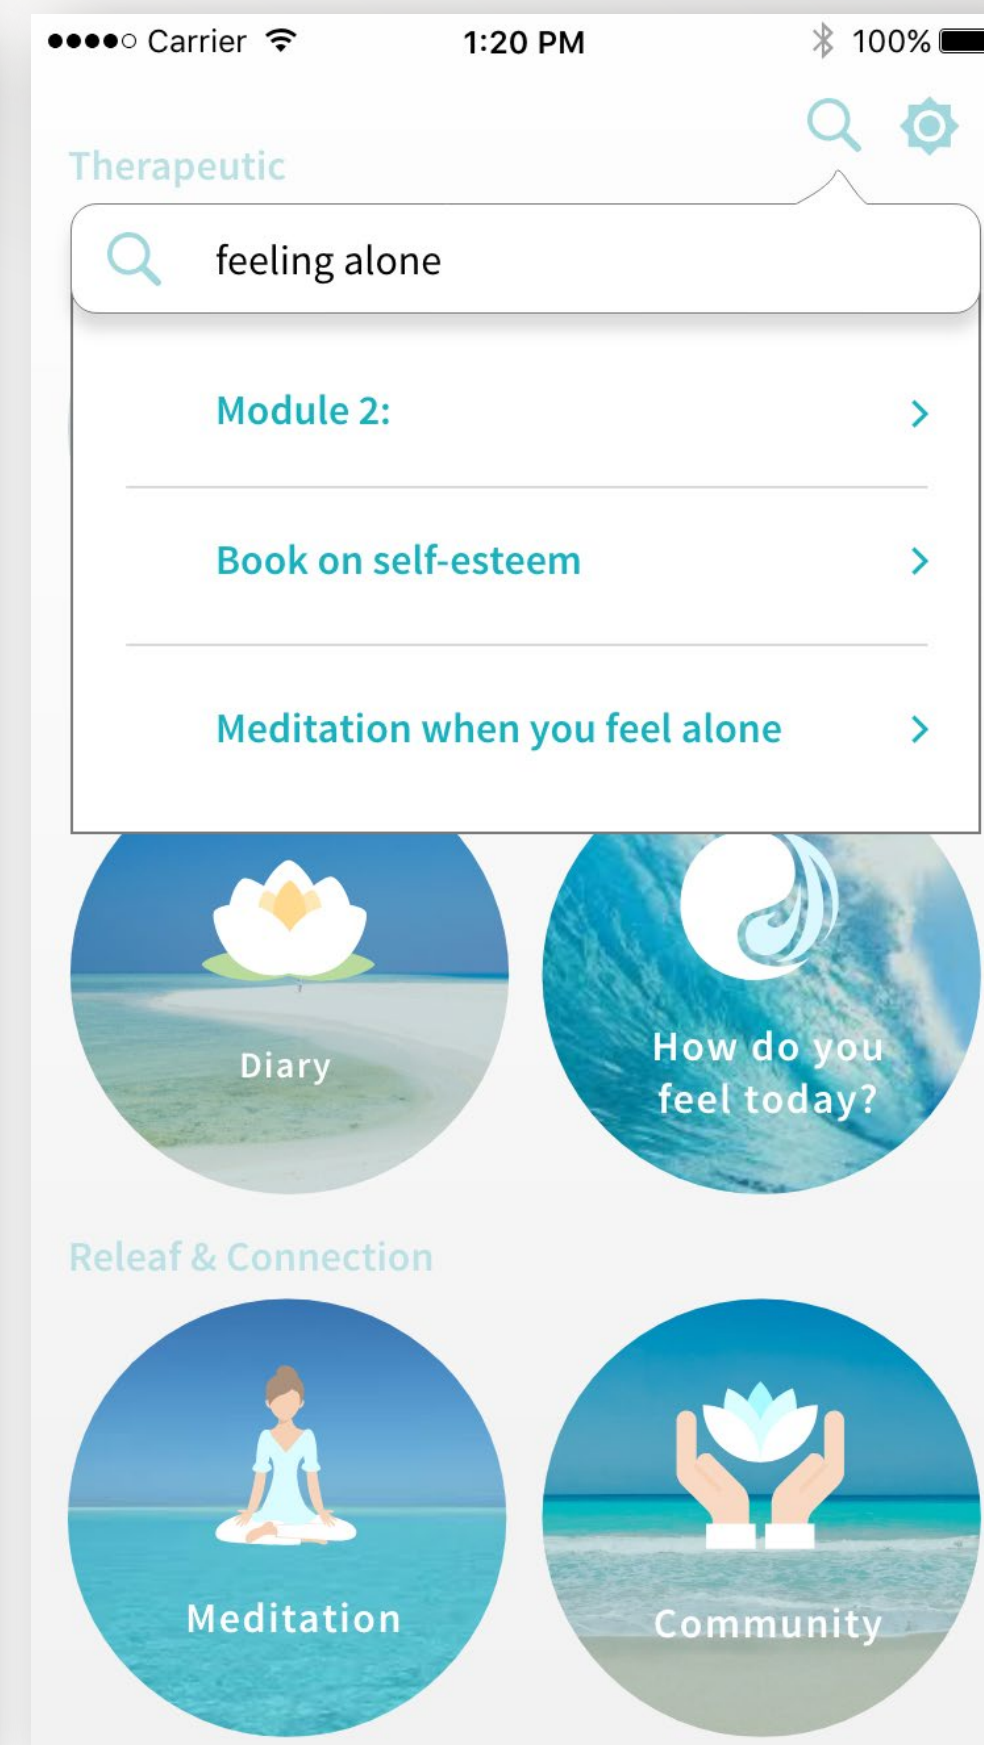 Carrier 1:20 PM 100%
Therapeutic
feeling alone
Module 2:
Book on self-esteem
Meditation when you feel alone
Diary
How do you
feel today?
Releaf & Connection
Meditation
Community